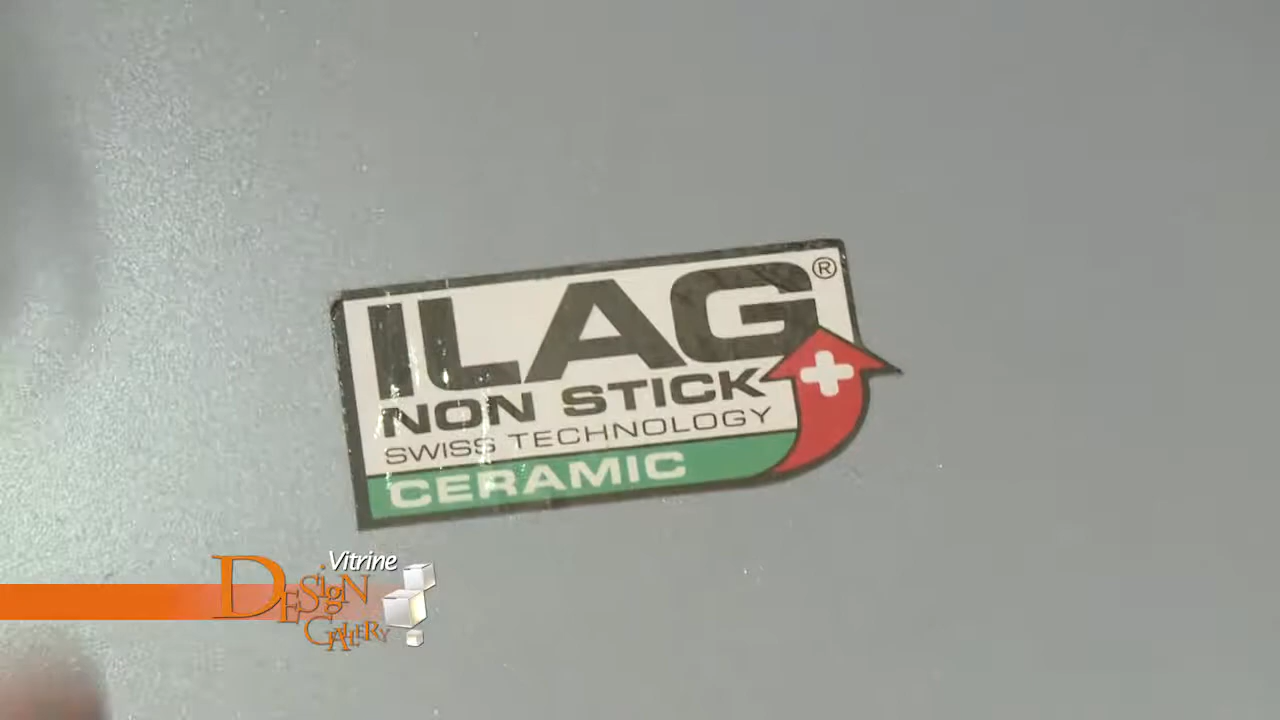 ILAG®
NON STICK
SWISS TECHNOLOGY
CERAMIC
Vitrine
DESigN
GALLERY